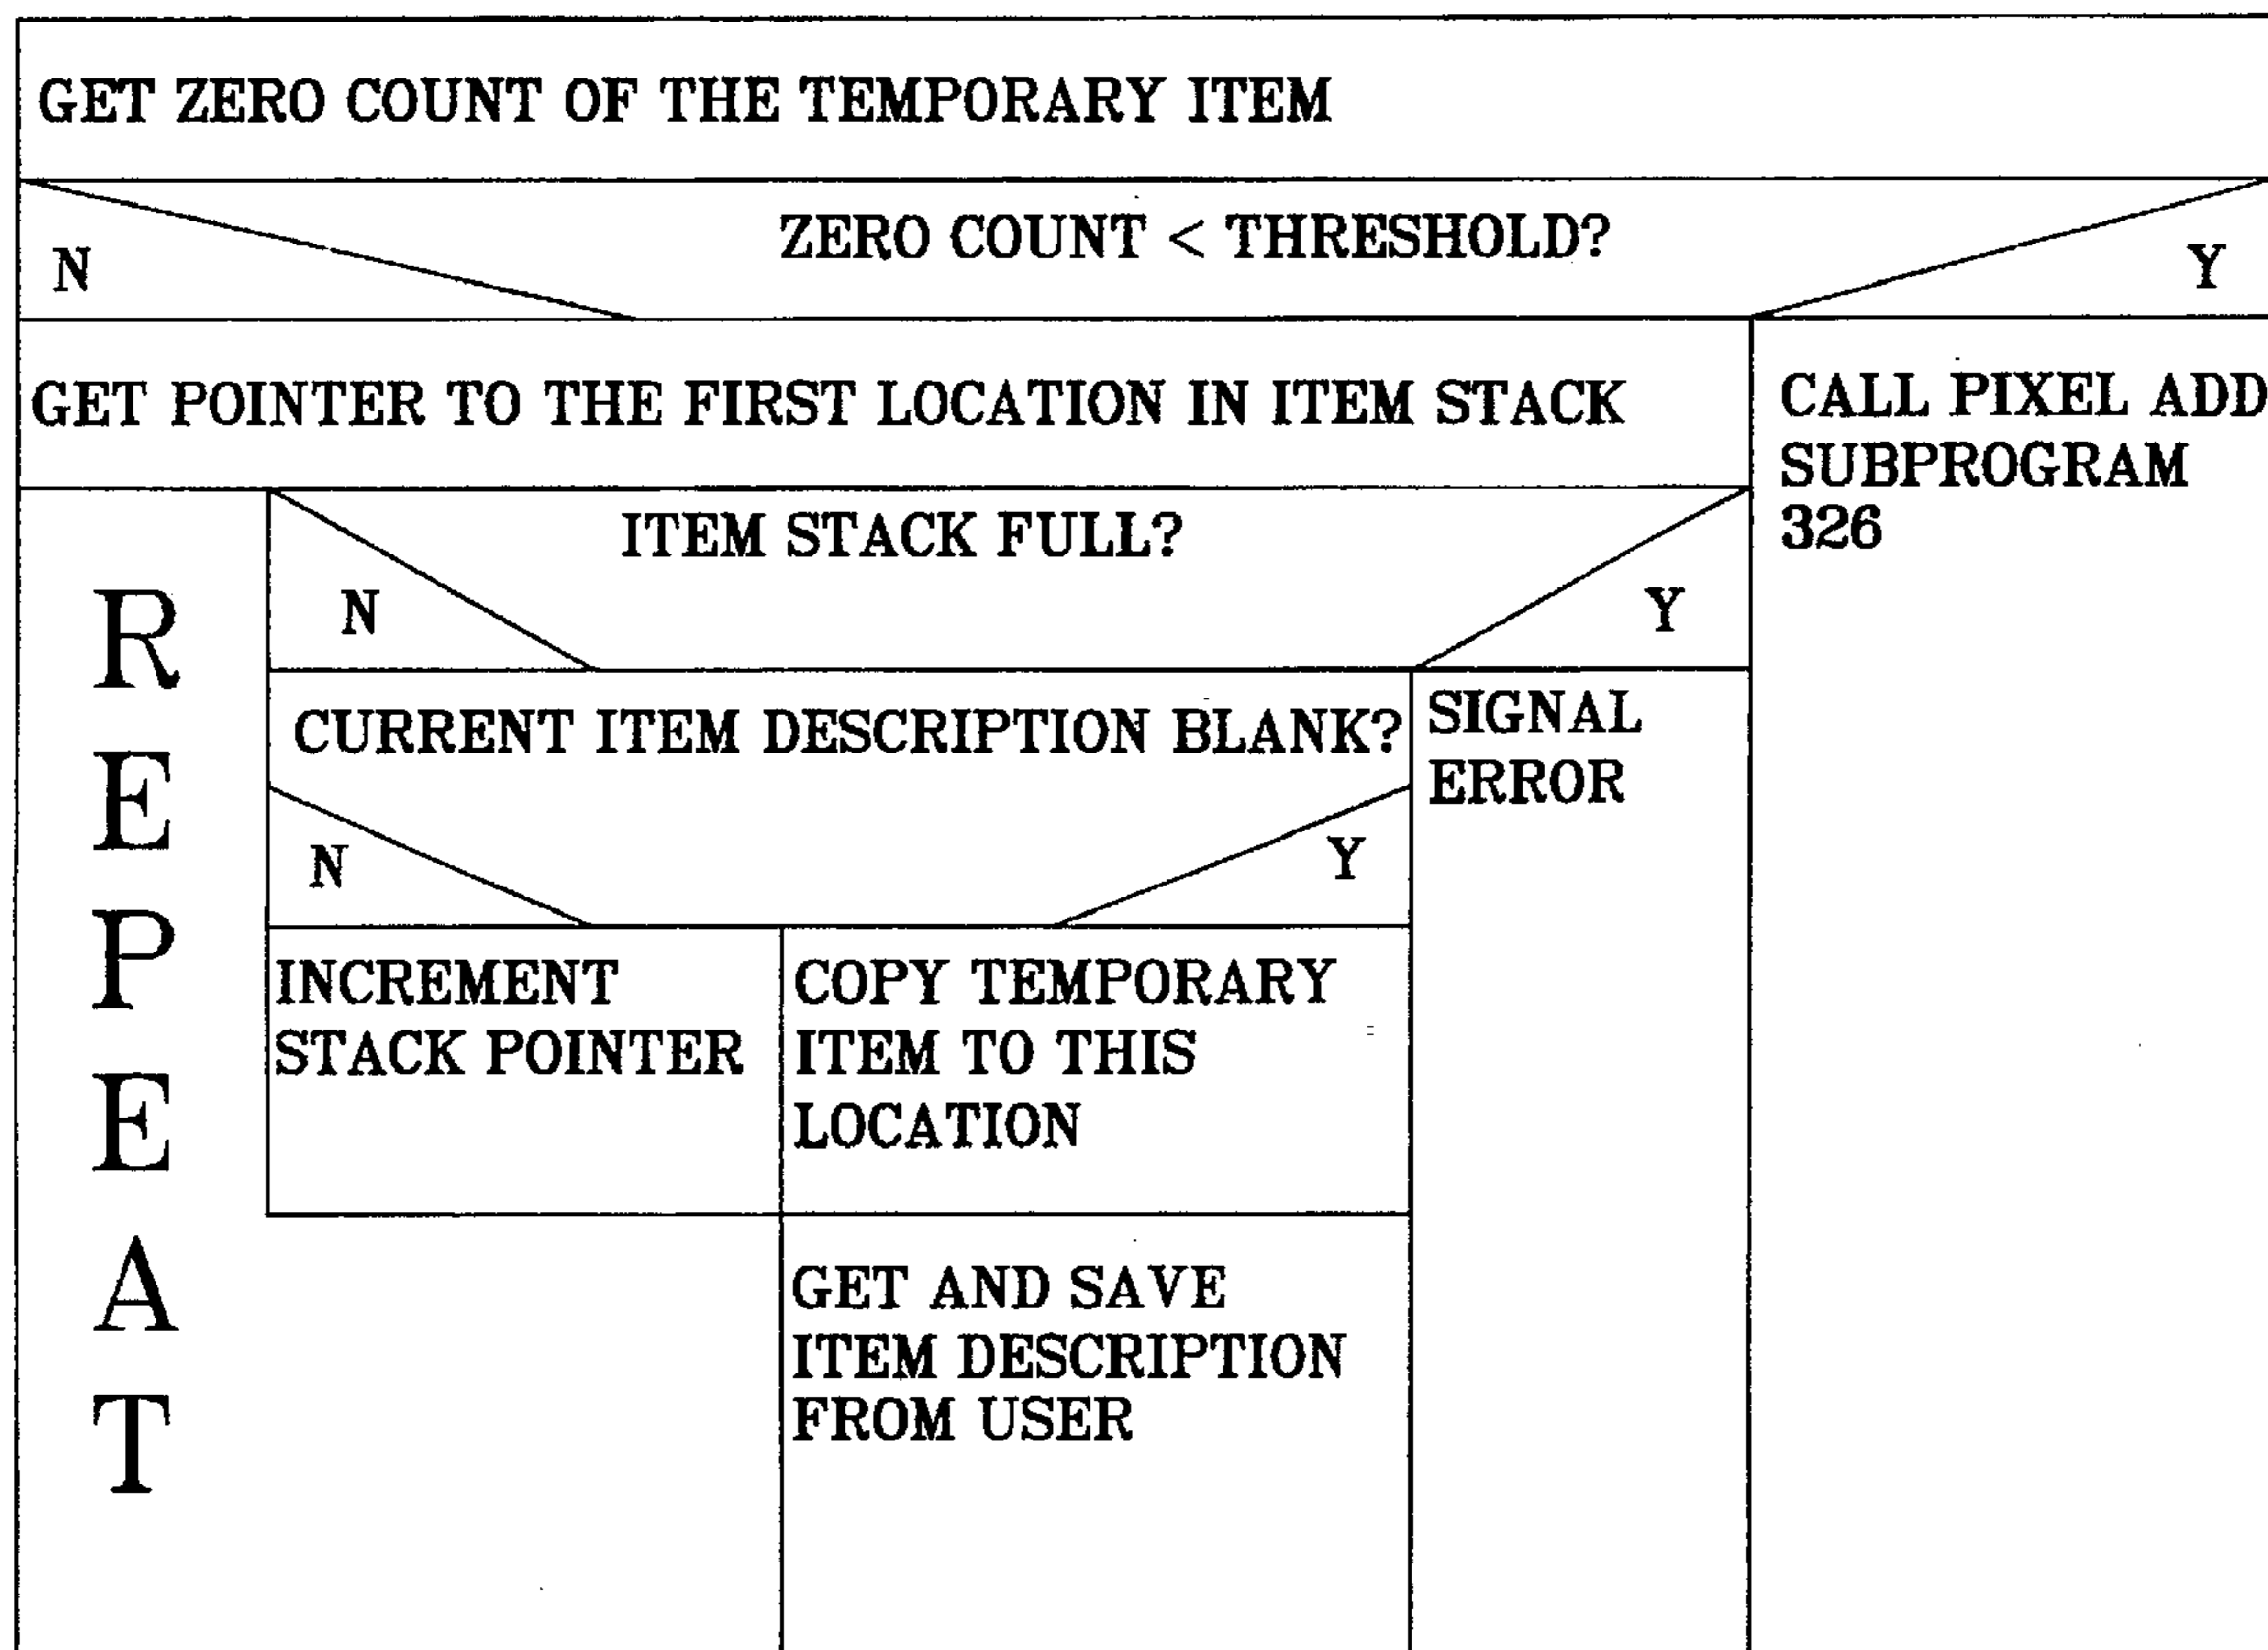 GET ZERO COUNT OF THE TEMPORARY ITEM
ZERO COUNT < THRESHOLD?
N
Y
GET POINTER TO THE FIRST LOCATION IN ITEM STACK
CALL PIXEL ADD
SUBPROGRAM
326
REPEAT
ITEM STACK FULL?
N
Y
CURRENT ITEM DESCRIPTION BLANK?
N
Y
SIGNAL
ERROR
INCREMENT
STACK POINTER
COPY TEMPORARY
ITEM TO THIS
LOCATION
GET AND SAVE
ITEM DESCRIPTION
FROM USER